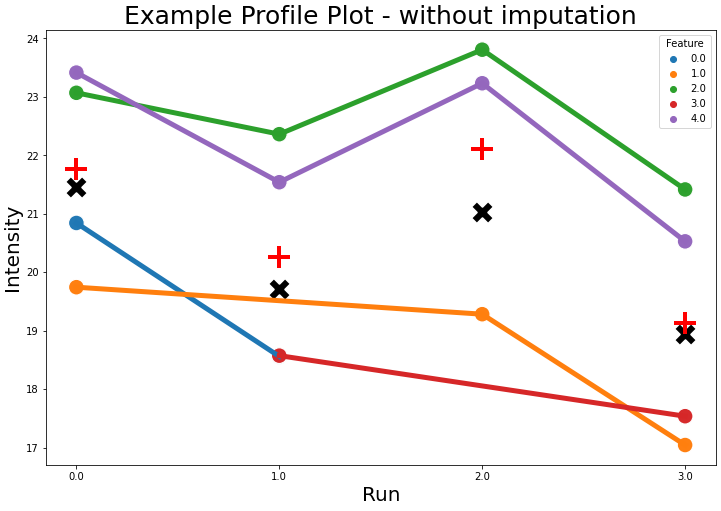 Example Profile Plot - without imputation
24
23
22
21
20
19
18
17
Intensity
Feature
0.0
1.0
2.0
3.0
4.0
0.0 1.0 2.0 3.0
Run